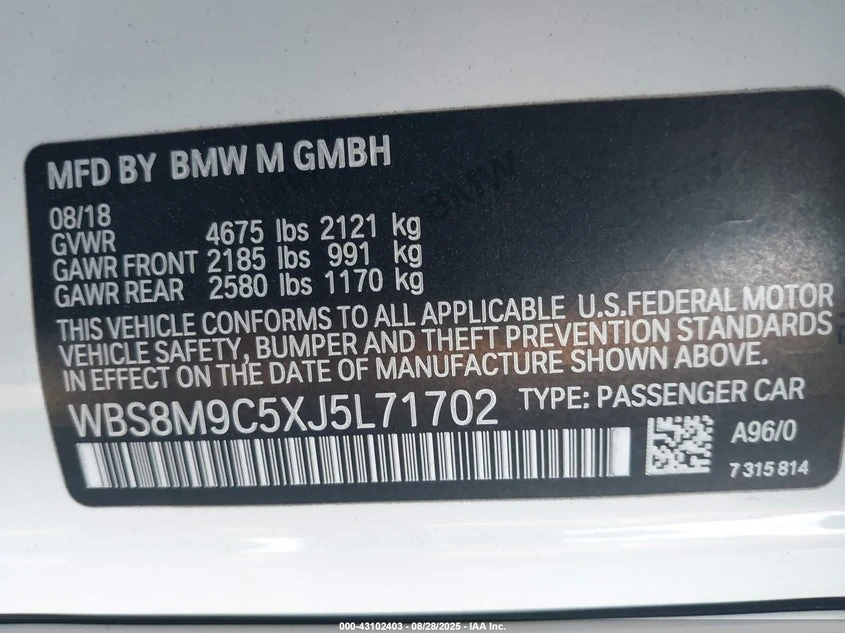 MFD BY BMW M GMBH
08/18
GVWR 4675 lbs 2121 kg
GAWR FRONT 2185 lbs 991 kg
GAWR REAR 2580 lbs 1170 kg
THIS VEHICLE CONFORMS TO ALL APPLICABLE U.S.FEDERAL MOTOR
VEHICLE SAFETY, BUMPER AND THEFT PREVENTION STANDARDS
IN EFFECT ON THE DATE OF MANUFACTURE SHOWN ABOVE.
WBS8M9C5XJ5L71702 TYPE: PASSENGER CAR
A96/0
7 315 814
000-43102403 - 08/28/2025 - IAA Inc.